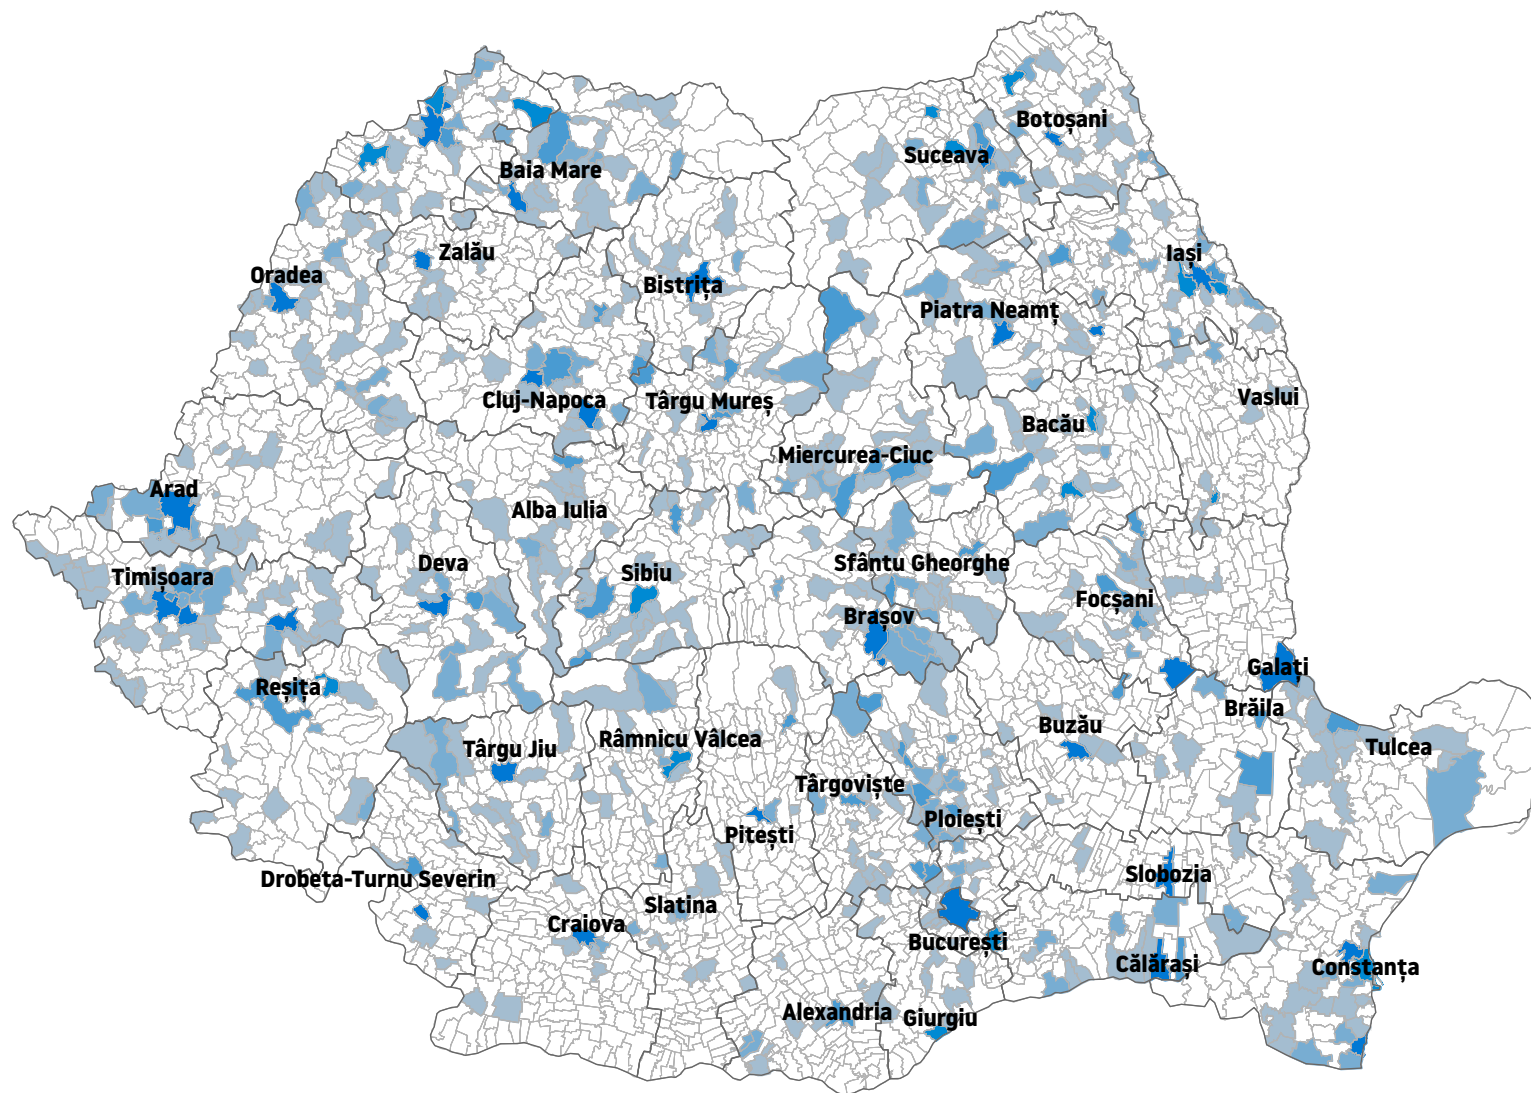 Botoșani
Suceava
Baia Mare
Zalău
Iași
Oradea
Bistrița
Piatra Neamț
Cluj-Napoca
Târgu Mureș
Vaslui
Bacău
Miercurea-Ciuc
Arad
Alba Iulia
Deva
Sfântu Gheorghe
Sibiu
Timișoara
Focșani
Brașov
Galați
Reșița
Brăila
Buzău
Râmnicu Vâlcea
Târgu Jiu
Tulcea
Târgoviște
Ploiești
Pitești
Slobozia
Drobeta-Turnu Severin
Slatina
Craiova
București
Călărași
Constanța
Alexandria
Giurgiu